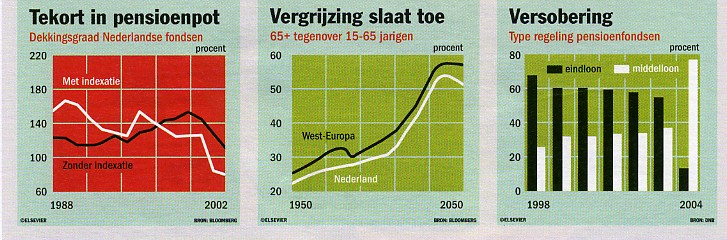 Tekort in pensioenpot
Dekkingsgraad Nederlandse fondsen
procent
220
180
140
100
60
Met indexatie
Zonder indexatie
1988
2002
©ELSEVIER
BRON: BLOOMBERG
Vergrijzing slaat toe
65+ tegenover 15-65 jarigen
procent
60
50
40
30
20
West-Europa
Nederland
1950
2050
©ELSEVIER
BRON: BLOOMBERG
Versobering
Type regeling pensioenfondsen
procent
80
60
40
20
0
eindloon
middelloon
1998
2004
©ELSEVIER
BRON: DNB